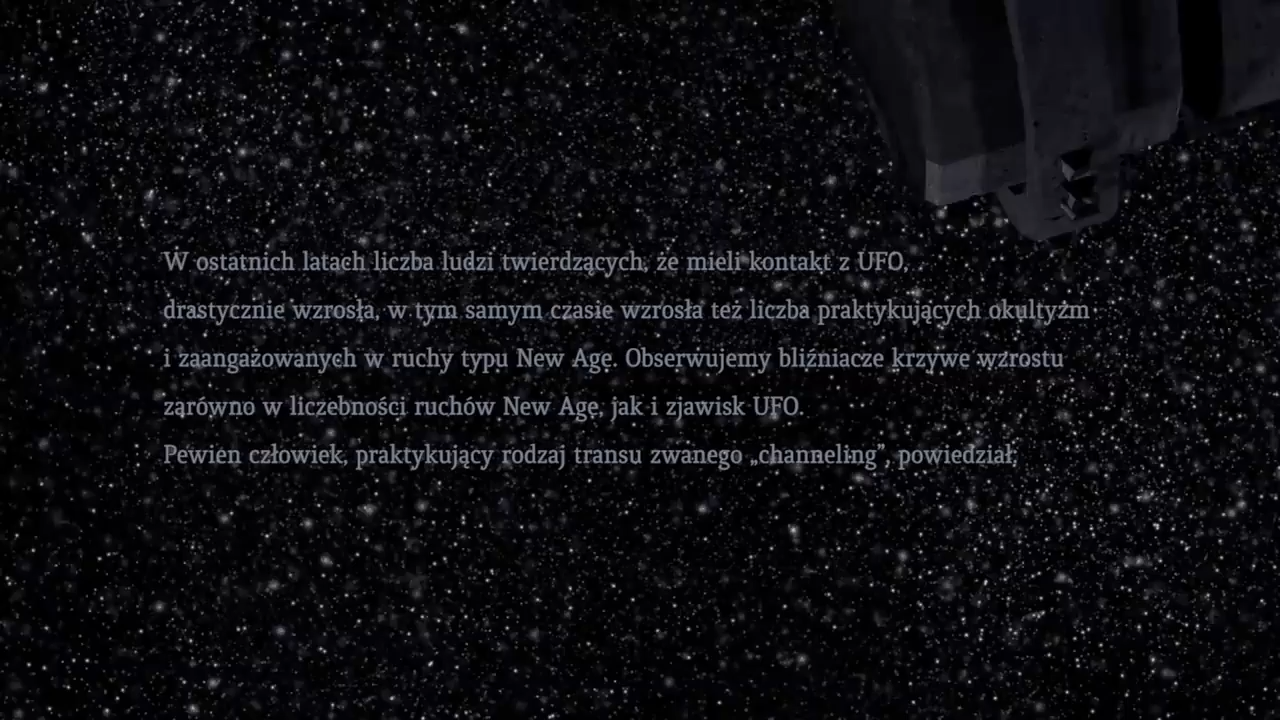 W ostatnich latach liczba ludzi twierdzących, że mieli kontakt z UFO,
drastycznie wzrosła, w tym samym czasie wzrosła też liczba praktykujących okultyzm
i zaangażowanych w ruchy typu New Age. Obserwujemy bliźniacze krzywe wzrostu
zarówno w liczebności ruchów New Age, jak i zjawisk UFO.
Pewien człowiek, praktykujący rodzaj transu zwanego „channeling”, powiedział: